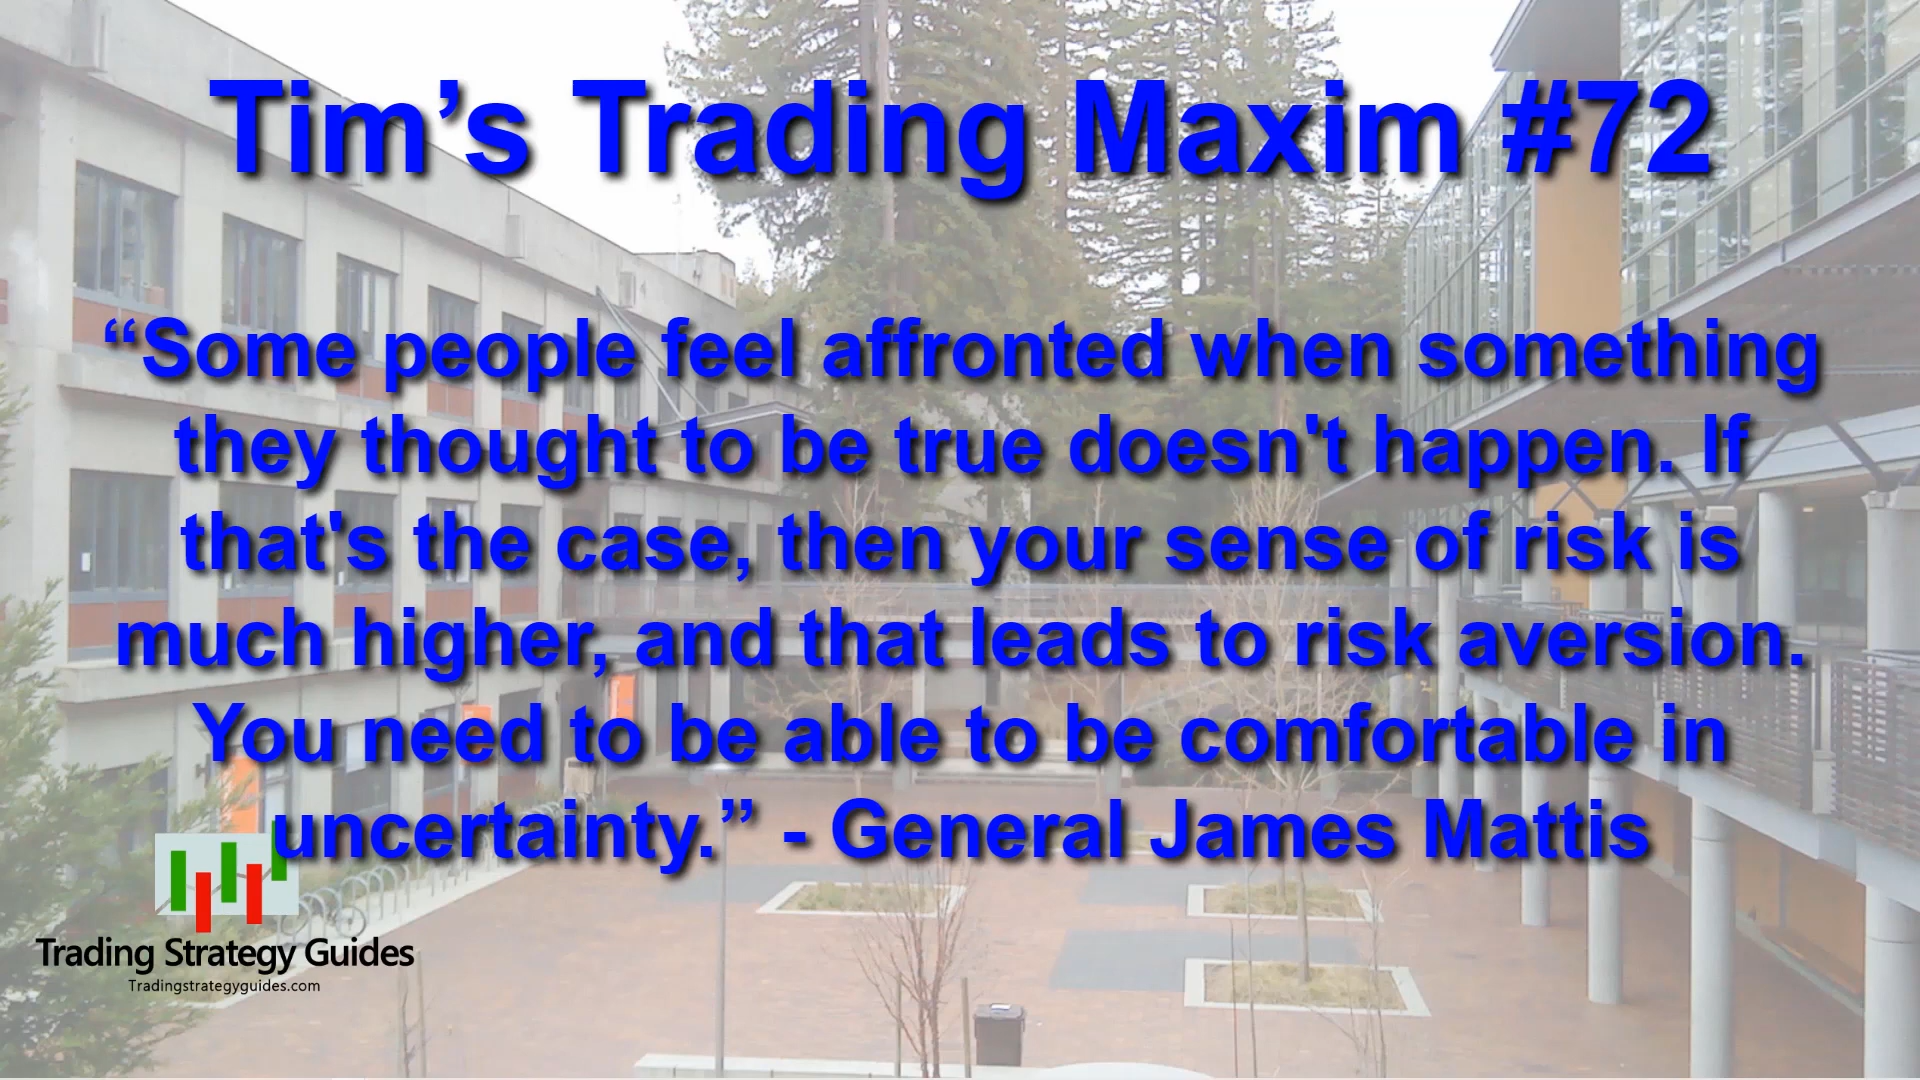 Tim’s Trading Maxim #72
“Some people feel affronted when something
they thought to be true doesn't happen. If
that's the case, then your sense of risk is
much higher, and that leads to risk aversion.
You need to be able to be comfortable in
uncertainty.” - General James Mattis
Trading Strategy Guides
Tradingstrategyguides.com